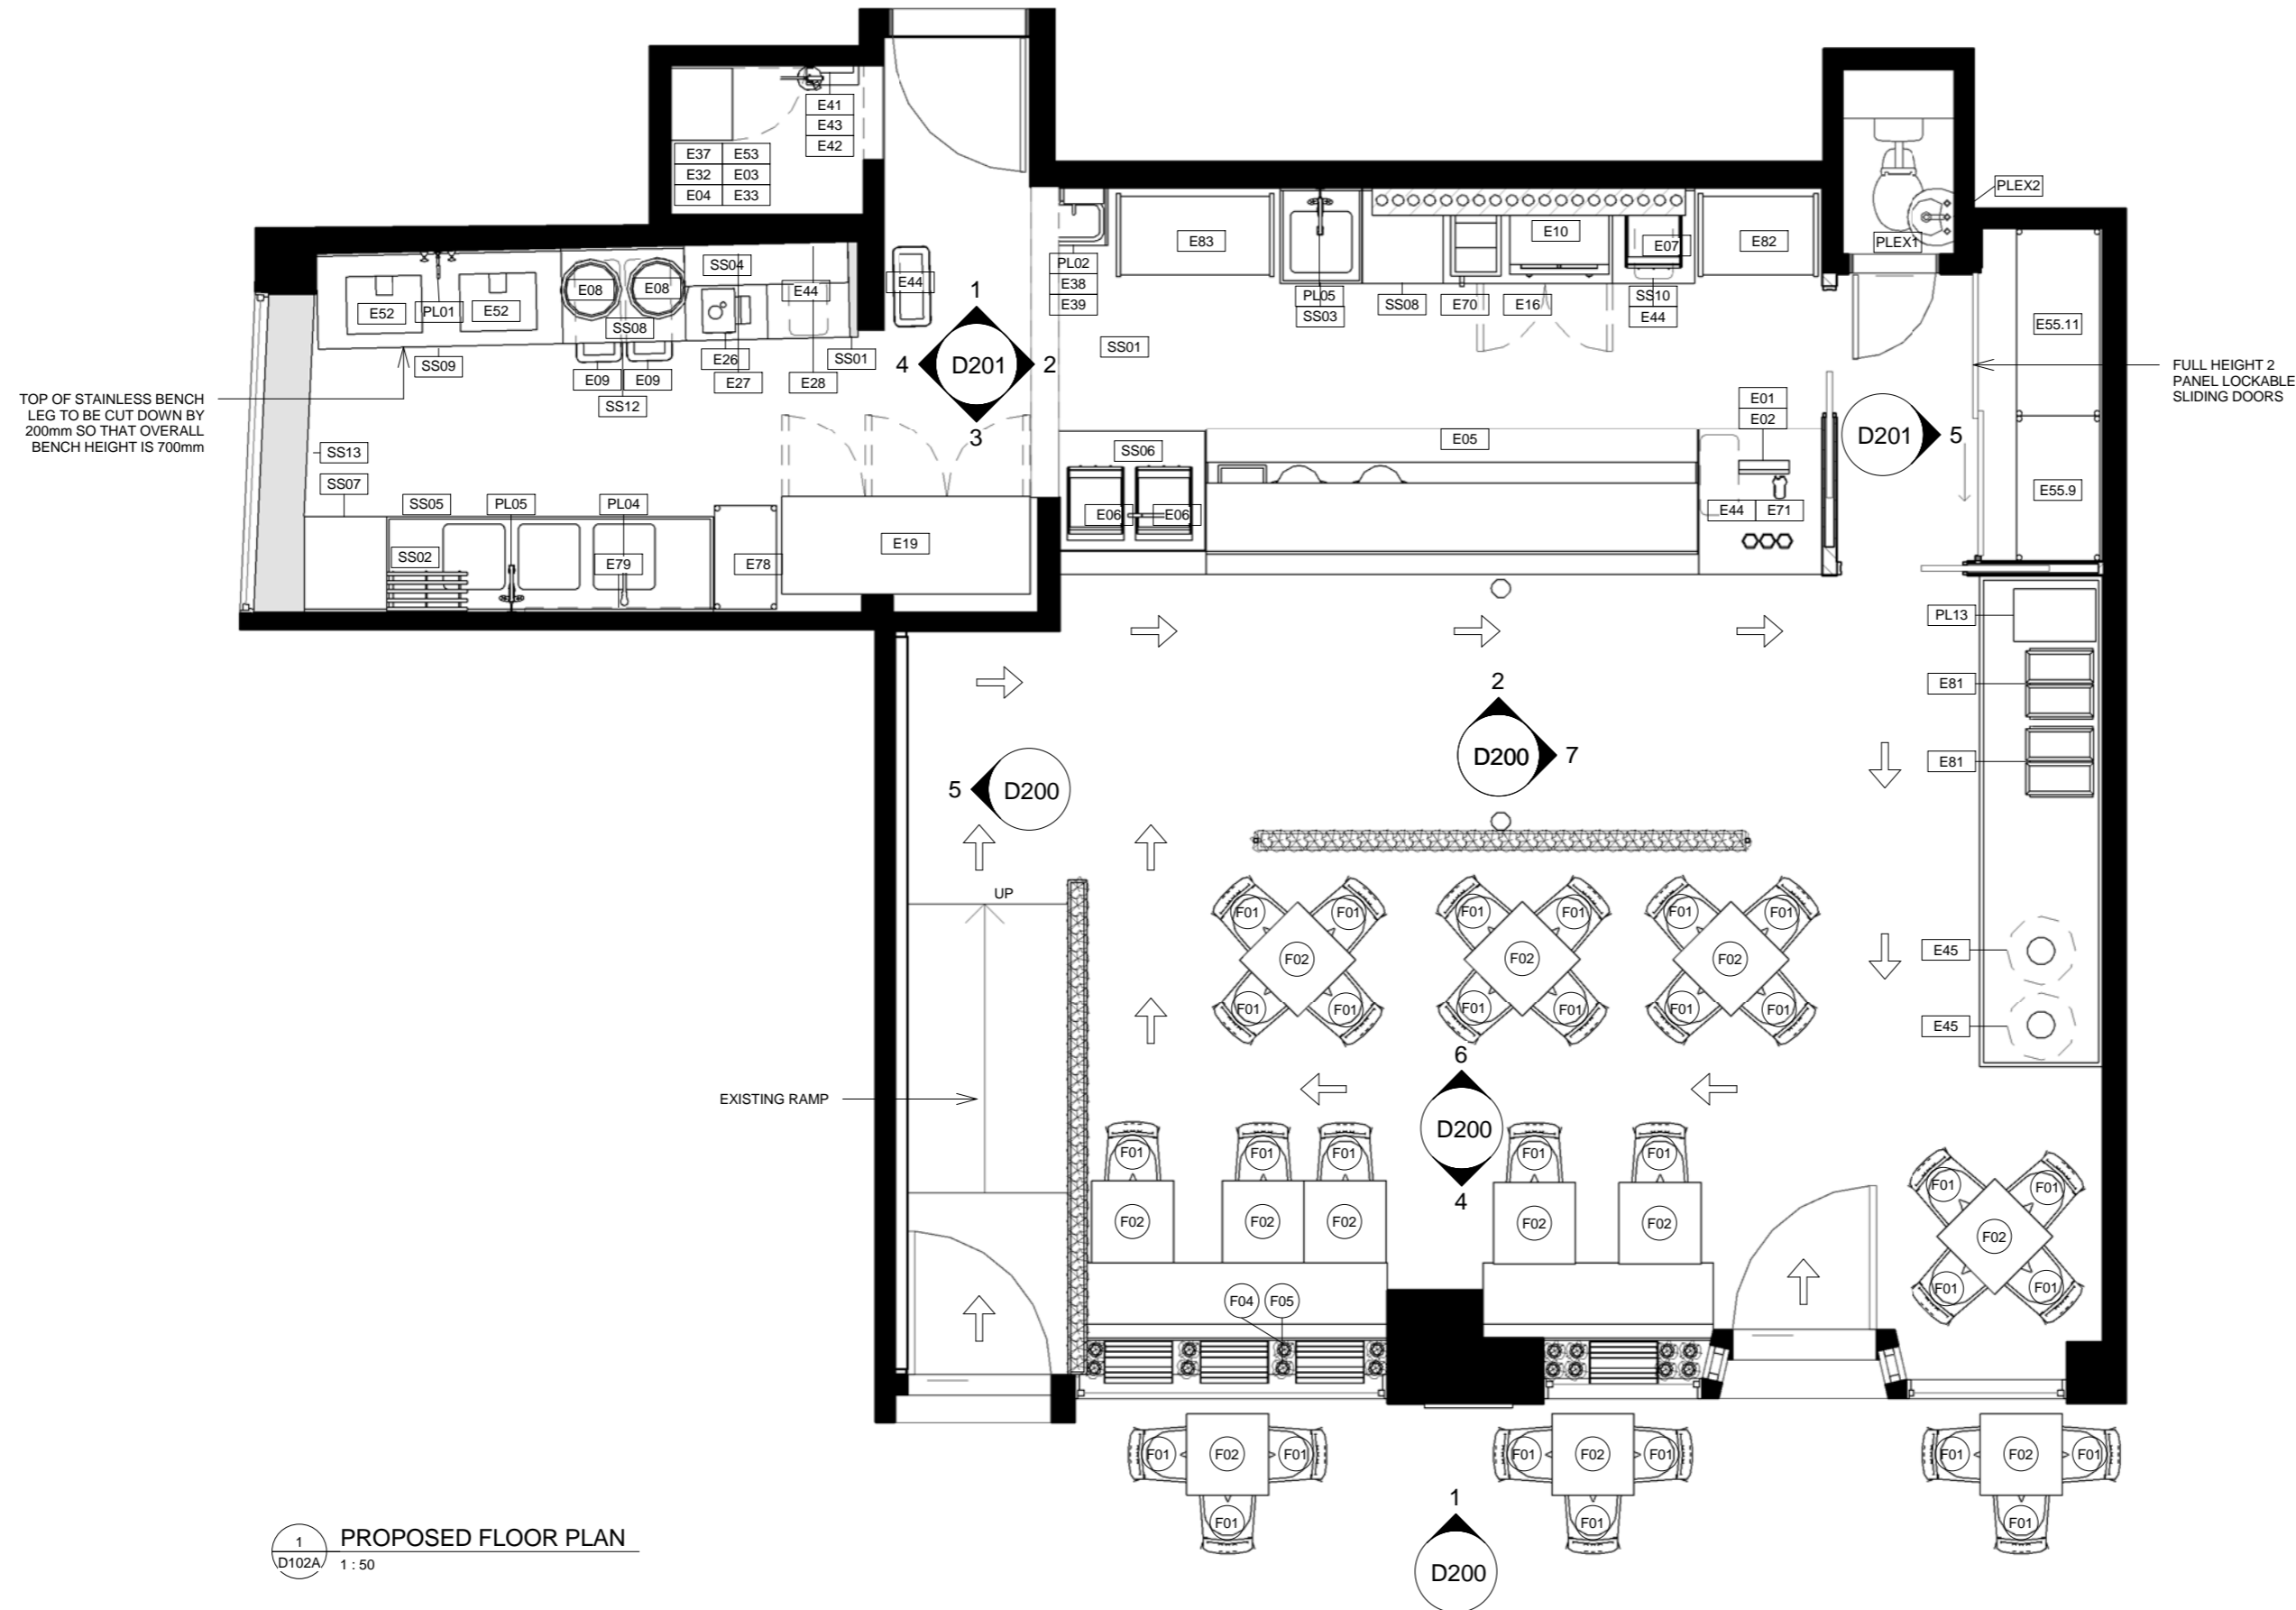 E41
E43
E42
E37 E53
E32 E03
E04 E33
PLEX2
PLEX1
E83
E10
E07
E82
PL02
E38
E39
PL05
SS03
SS08
E70
E16
SS10
E44
SS01
E44
SS04
E44
E08
E08
E52
PL01
E52
SS08
SS09
E09
E09
SS12
E26
E27
E28
SS01
1
4 D201 2
3
TOP OF STAINLESS BENCH
LEG TO BE CUT DOWN BY
200mm SO THAT OVERALL
BENCH HEIGHT IS 700mm
E55.11
FULL HEIGHT 2
PANEL LOCKABLE
SLIDING DOORS
D201 5
E55.9
E01
E02
E05
SS06
E06
E06
E44 E71
SS13
SS07
SS05
PL05
PL04
SS02
E79
E78
E19
PL13
E81
E81
2
D200 7
5 D200
UP
F01 F01 F01 F01 F01 F01
F02 F02 F02
F01 F01 F01 F01 F01 F01
E45
E45
EXISTING RAMP
6
D200
4
F01 F01 F01 F01 F01
F02 F02 F02 F02 F02
F01 F01
F02
F01 F01
F04 F05
F01 F02 F01 F01 F02 F01 F01 F02 F01
F01 F01 F01
1
D200
1
D102A
PROPOSED FLOOR PLAN
1 : 50